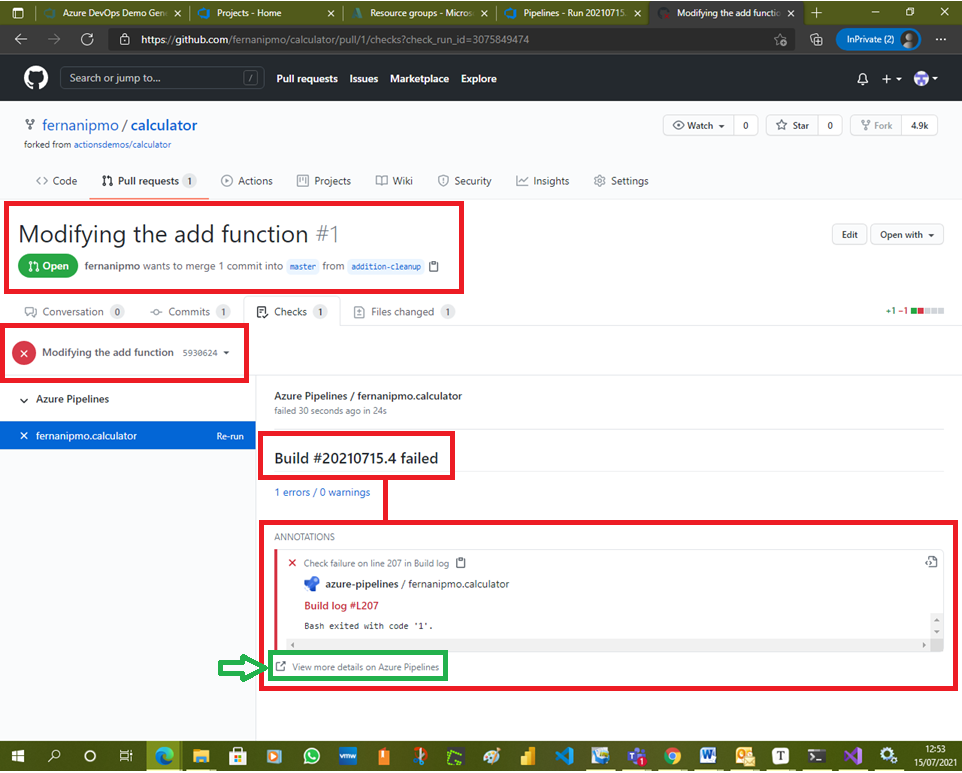 Azure DevOps Demo Gene
Projects - Home
Resource groups - Micros
Pipelines - Run 20210715.
Modifying the add functio
https://github.com/fernanipmo/calculator/pull/1/checks?check_run_id=3075849474
InPrivate (2)
Search or jump to...
/
Pull requests
Issues
Marketplace
Explore
fernanipmo / calculator
forked from actionsdemos/calculator
Watch
0
Star
0
Fork
4.9k
Code
Pull requests 1
Actions
Projects
Wiki
Security
Insights
Settings
Modifying the add function #1
Edit
Open with
Open
fernanipmo wants to merge 1 commit into master from addition-cleanup
Conversation 0
Commits 1
Checks 1
Files changed 1
+1 −1
Modifying the add function 5930624
Azure Pipelines
fernanipmo.calculator
Re-run
Azure Pipelines / fernanipmo.calculator
failed 30 seconds ago in 24s
Build #20210715.4 failed
1 errors / 0 warnings
ANNOTATIONS
Check failure on line 207 in Build log
azure-pipelines / fernanipmo.calculator
Build log #L207
Bash exited with code '1'.
View more details on Azure Pipelines
vmw
12:53
15/07/2021